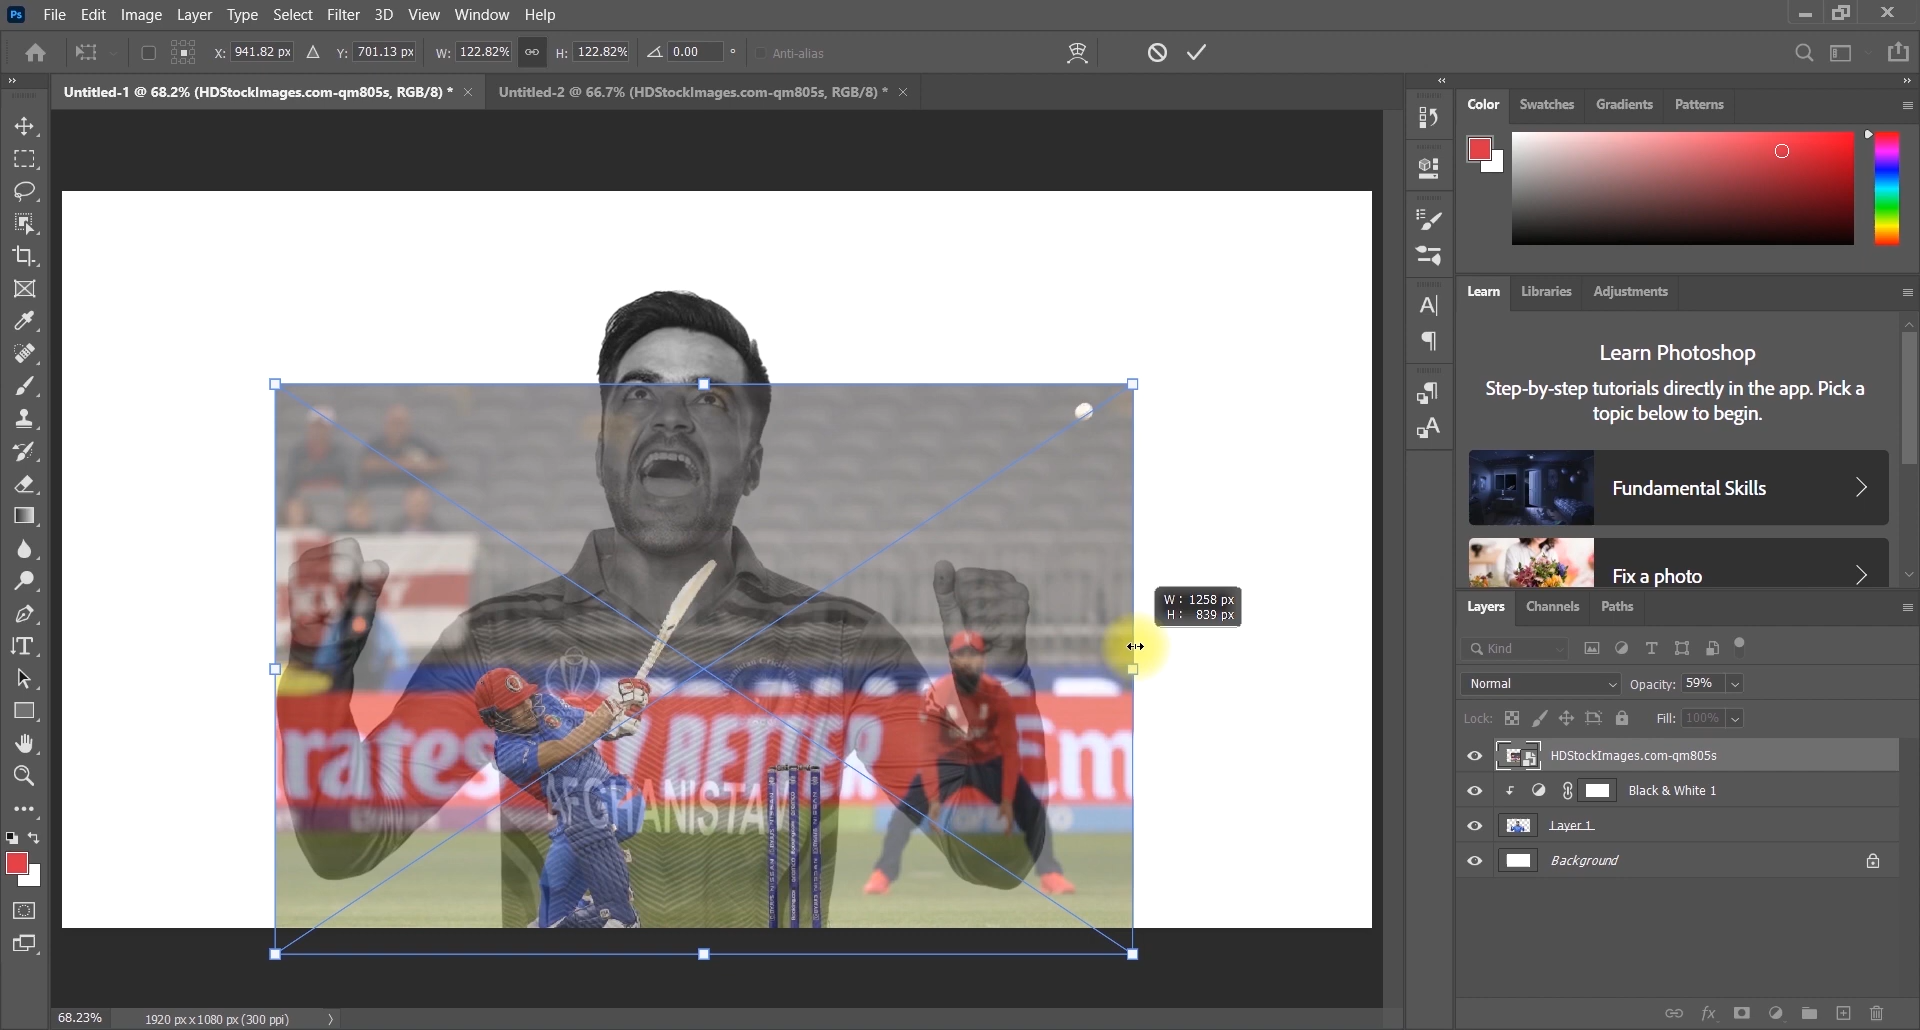 Ps File Edit Image Layer Type Select Filter 3D View Window Help
X: 941.82 px Y: 701.13 px W: 122.82% H: 122.82% 0.00 ° Anti-alias
Untitled-1 @ 68.2% (HDStockImages.com-qm805s, RGB/8) * × Untitled-2 @ 66.7% (HDStockImages.com-qm805s, RGB/8) * ×
Color Swatches Gradients Patterns
Learn Libraries Adjustments
Learn Photoshop
Step-by-step tutorials directly in the app. Pick a
topic below to begin.
Fundamental Skills
Fix a photo
W: 1258 px
H: 839 px
Layers Channels Paths
Kind
Normal Opacity: 59%
Lock: Fill: 100%
HDStockImages.com-qm805s
Black & White 1
Layer 1
Background
rates
BETTER
Em
AFGHANISTA
68.23% 1920 px x 1080 px (300 ppi)